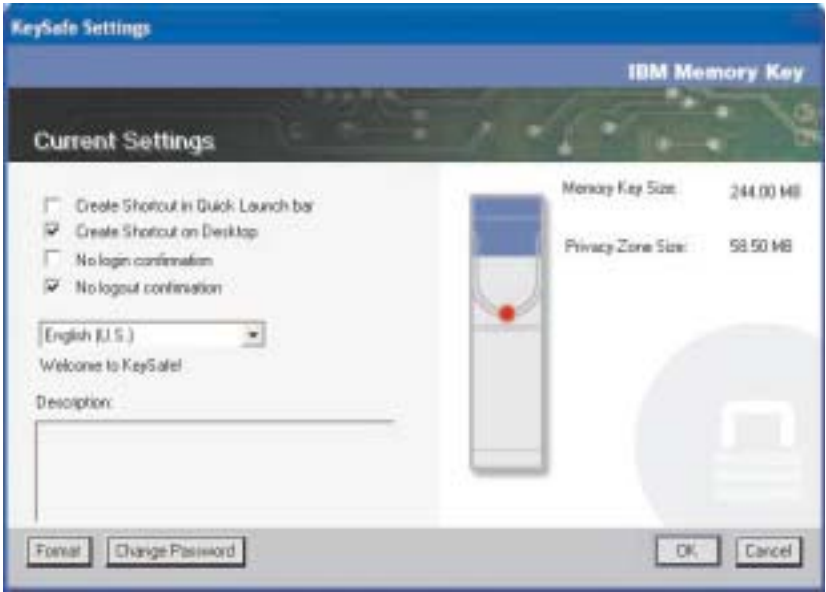 KeySafe Settings
IBM Memory Key
Current Settings
Create Shortcut in Quick Launch bar
Create Shortcut on Desktop
No login confirmation
No logout confirmation
English (U.S.)
Welcome to KeySafe!
Description:
Memory Key Size: 244.00 MB
Privacy Zone Size: 58.50 MB
Format
Change Password
OK
Cancel